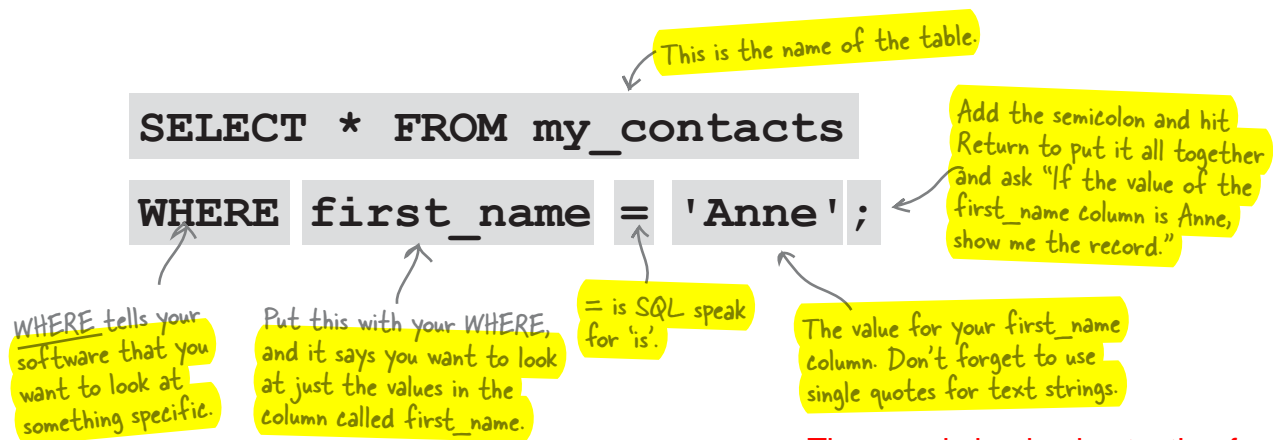 This is the name of the table.
SELECT * FROM my_contacts
WHERE first_name = 'Anne';
Add the semicolon and hit
Return to put it all together
and ask “If the value of the
first_name column is Anne,
show me the record.”
WHERE tells your
software that you
want to look at
something specific.
Put this with your WHERE,
and it says you want to look
at just the values in the
column called first_name.
= is SQL speak
for ‘is’.
The value for your first_name
column. Don’t forget to use
single quotes for text strings.